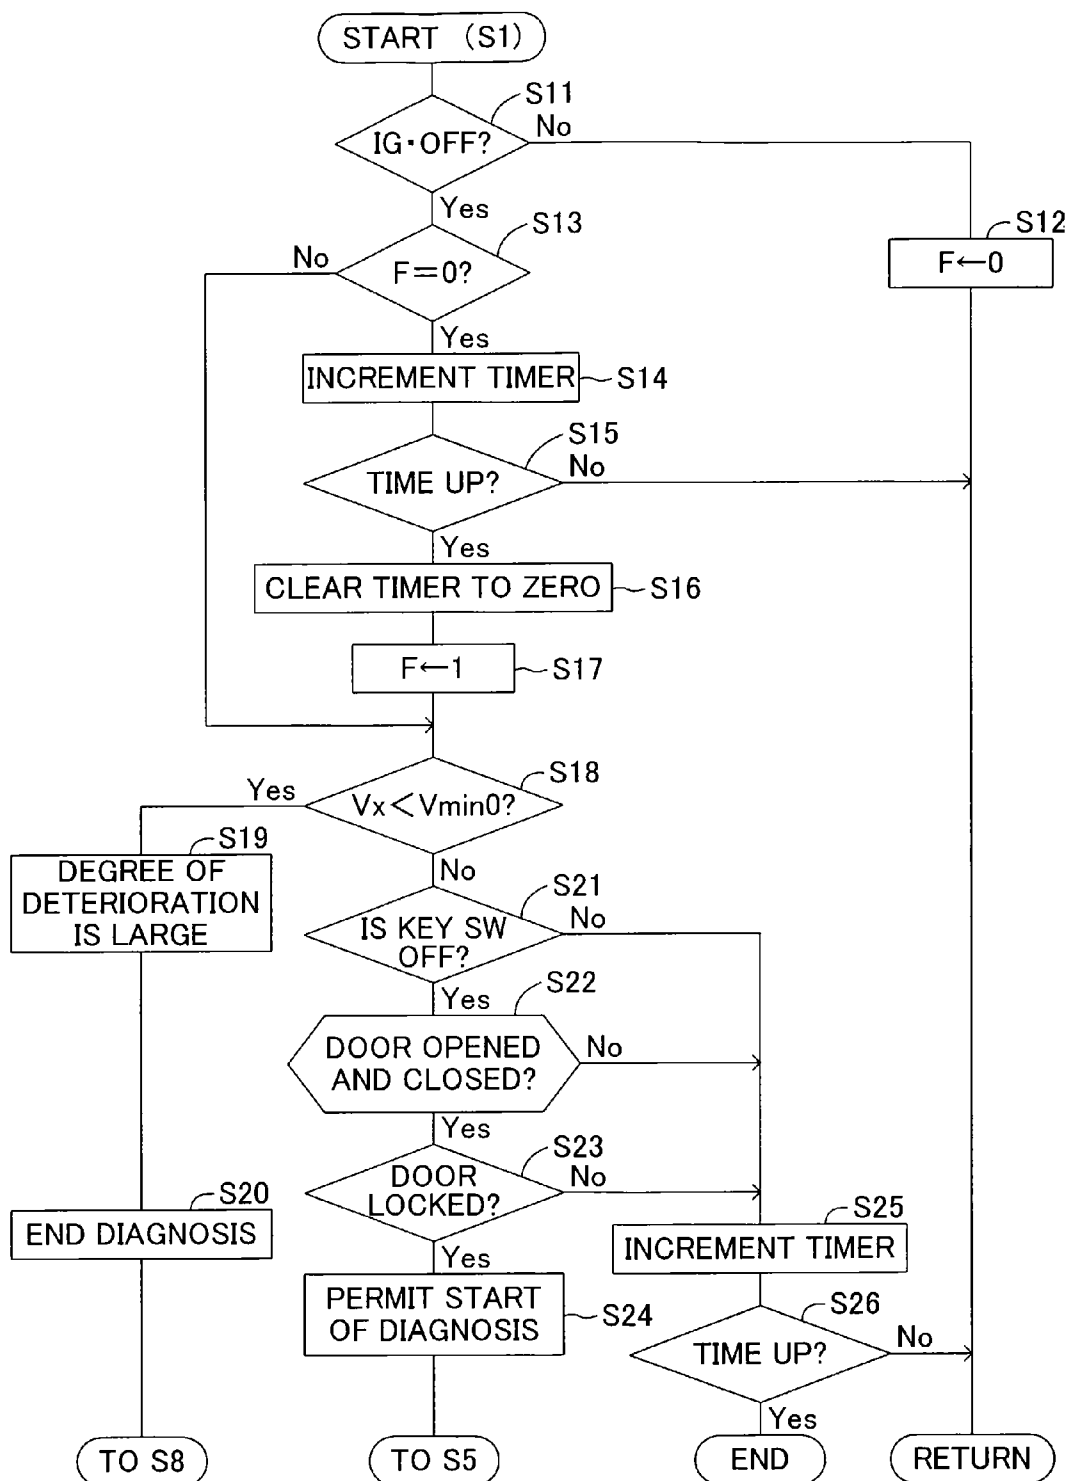 START (S1)
S11
IG・OFF?
No
Yes
S12
F←0
S13
No
F=0?
Yes
INCREMENT TIMER
S14
S15
TIME UP?
No
Yes
CLEAR TIMER TO ZERO
S16
F←1
S17
S18
Yes
Vx<Vmin0?
No
S19
DEGREE OF
DETERIORATION
IS LARGE
S21
IS KEY SW
OFF?
No
Yes
S22
DOOR OPENED
AND CLOSED?
No
Yes
S23
DOOR
LOCKED?
No
Yes
S20
END DIAGNOSIS
S25
INCREMENT TIMER
PERMIT START
OF DIAGNOSIS
S24
S26
TIME UP?
No
Yes
TO S8
TO S5
END
RETURN